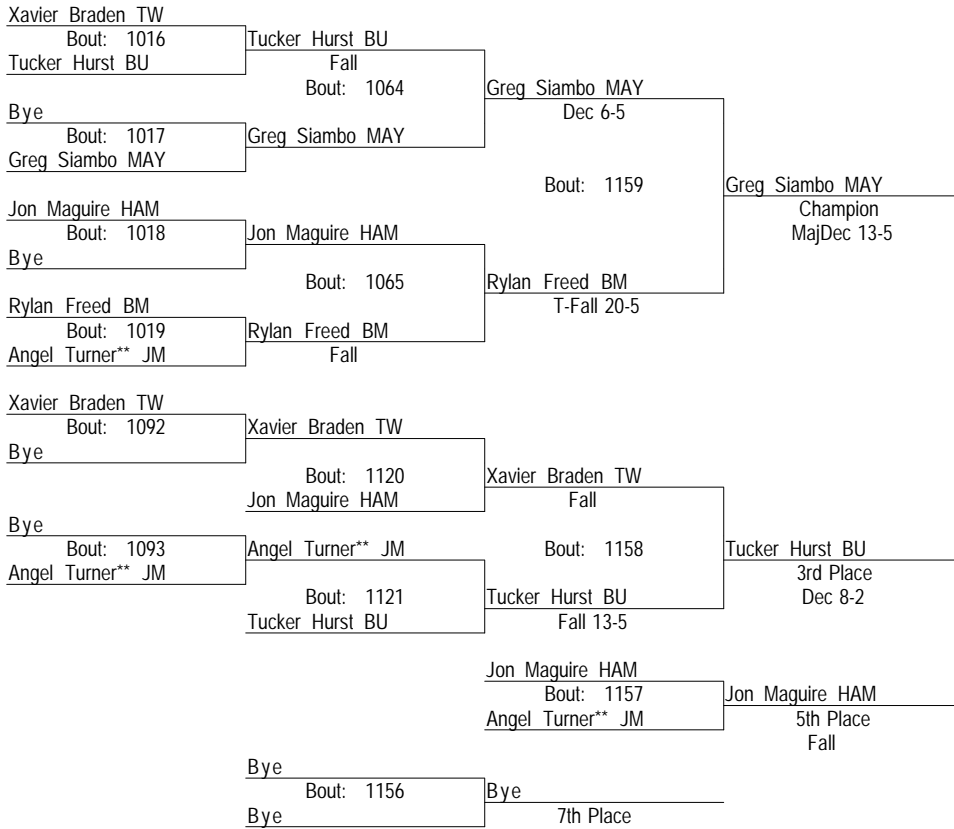 Xavier Braden TW
Bout: 1016
Tucker Hurst BU
Tucker Hurst BU
Fall
Bout: 1064
Greg Siambo MAY
Dec 6-5
Bye
Bout: 1017
Greg Siambo MAY
Greg Siambo MAY
Bout: 1159
Greg Siambo MAY
Champion
MajDec 13-5
Jon Maguire HAM
Bout: 1018
Jon Maguire HAM
Bye
Bout: 1065
Rylan Freed BM
T-Fall 20-5
Rylan Freed BM
Bout: 1019
Rylan Freed BM
Angel Turner** JM
Fall
Xavier Braden TW
Bout: 1092
Xavier Braden TW
Bye
Bout: 1120
Xavier Braden TW
Jon Maguire HAM
Fall
Bye
Bout: 1093
Angel Turner** JM
Angel Turner** JM
Bout: 1158
Tucker Hurst BU
3rd Place
Dec 8-2
Bout: 1121
Tucker Hurst BU
Tucker Hurst BU
Fall 13-5
Jon Maguire HAM
Bout: 1157
Jon Maguire HAM
Angel Turner** JM
5th Place
Fall
Bye
Bout: 1156
Bye
Bye
7th Place